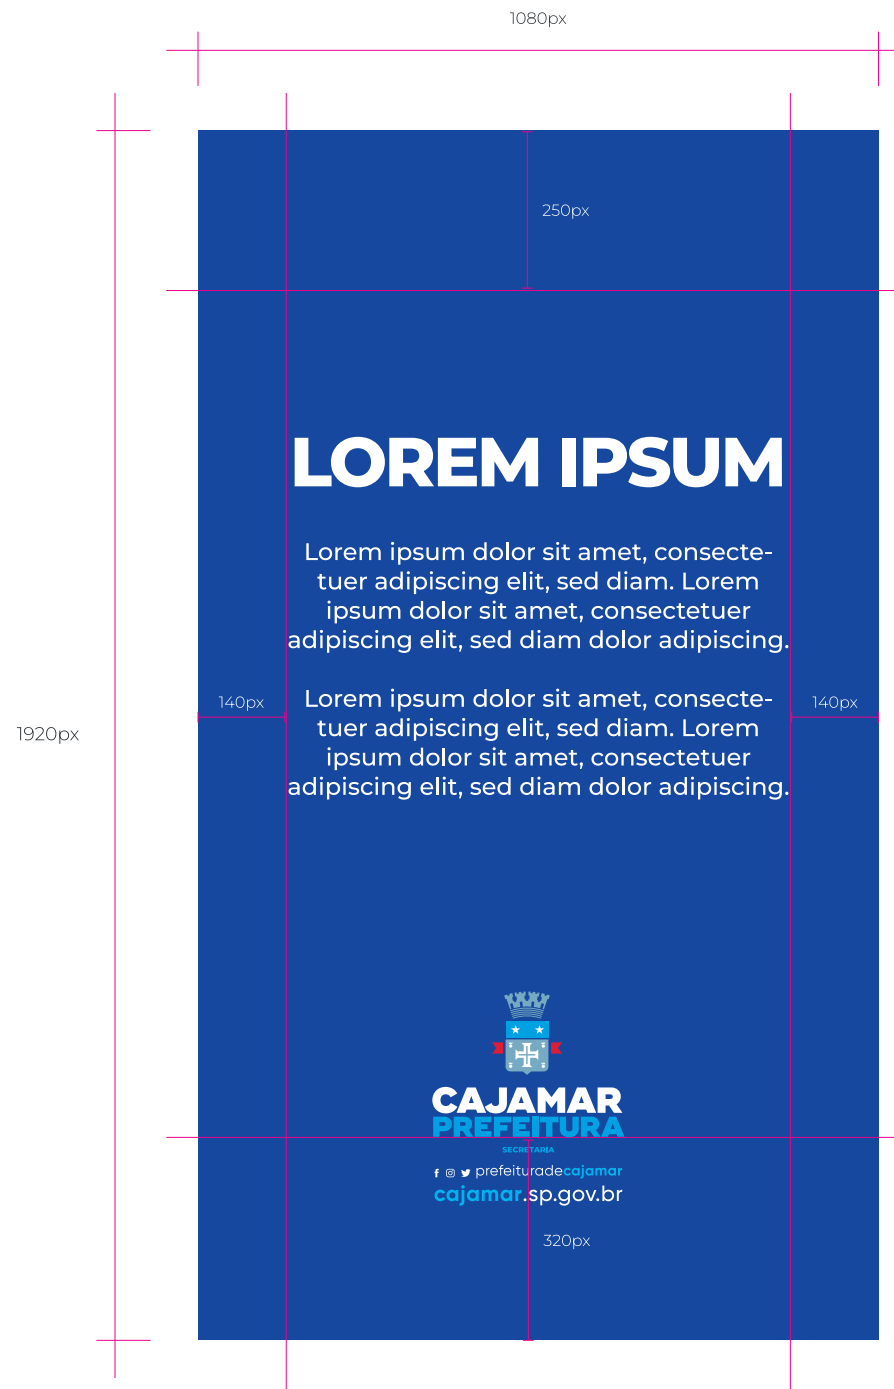 1080px
250px
LOREM IPSUM
Lorem ipsum dolor sit amet, consecte-
tuer adipiscing elit, sed diam. Lorem
ipsum dolor sit amet, consectetuer
adipiscing elit, sed diam dolor adipiscing.
140px
140px
1920px
Lorem ipsum dolor sit amet, consecte-
tuer adipiscing elit, sed diam. Lorem
ipsum dolor sit amet, consectetuer
adipiscing elit, sed diam dolor adipiscing.
CAJAMAR
PREFEITURA
SECRETARIA
prefeituradecajamar
cajamar.sp.gov.br
320px